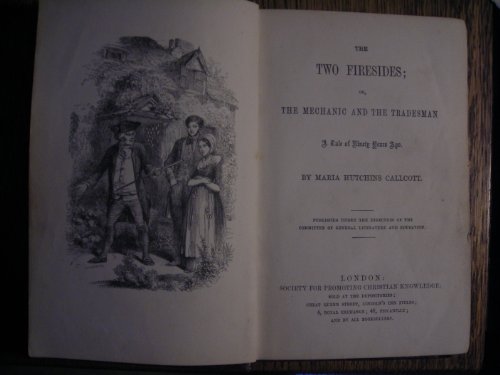 THE
TWO FIRESIDES;
OR,
THE MECHANIC AND THE TRADESMAN
A Tale of Ninety Years Ago.
BY MARIA HUTCHINS CALLCOTT.
PUBLISHED UNDER THE DIRECTION OF THE
COMMITTEE OF GENERAL LITERATURE AND EDUCATION.
LONDON:
SOCIETY FOR PROMOTING CHRISTIAN KNOWLEDGE;
SOLD AT THE DEPOSITORIES:
GREAT QUEEN STREET, LINCOLN'S INN FIELDS;
4, ROYAL EXCHANGE; 48, PICCADILLY;
AND BY ALL BOOKSELLERS.